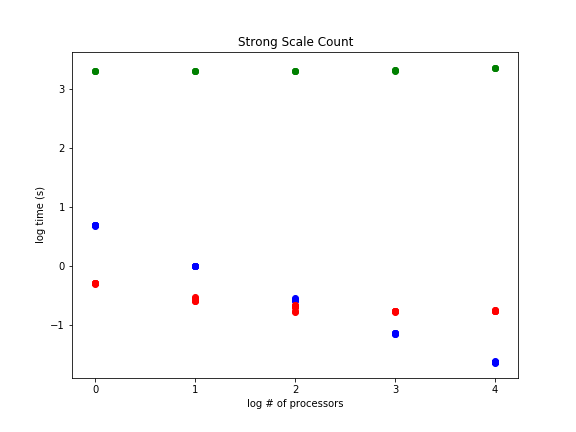 Strong Scale Count
log time (s)
3
2
1
0
−1
0 1 2 3 4
log # of processors